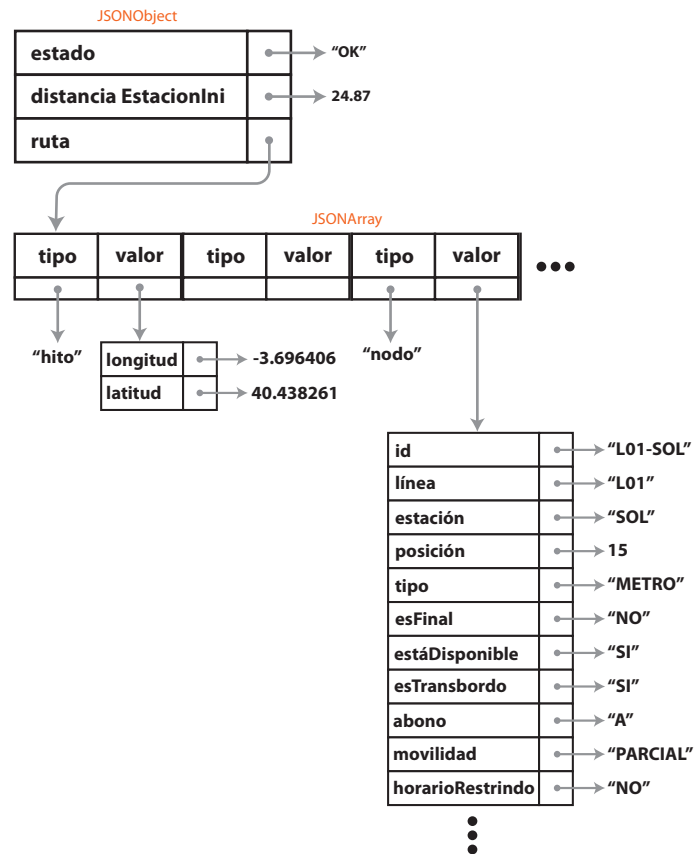 JSONObject
estado “OK”
distancia EstacionIni 24.87
ruta
JSONArray
tipo valor tipo valor tipo valor
“hito” “nodo”
longitud -3.696406
latitud 40.438261
id “L01-SOL”
línea “L01”
estación “SOL”
posición 15
tipo “METRO”
esFinal “NO”
estáDisponible “SI”
esTransbordo “SI”
abono “A”
movilidad “PARCIAL”
horarioRestrindo “NO”